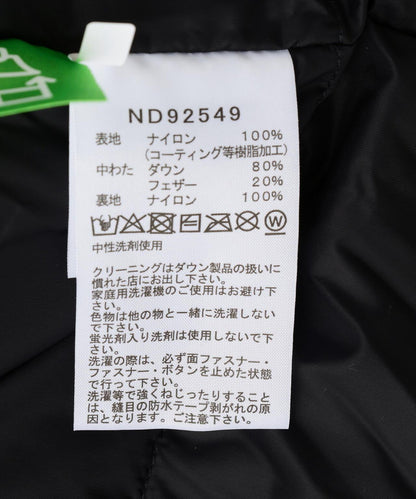 ND92549
表地 ナイロン 100%
(コーティング等樹脂加工)
中わた ダウン 80%
フェザー 20%
裏地 ナイロン 100%
中性洗剤使用
クリーニングはダウン製品の扱いに
慣れた店にお出し下さい。
家庭用洗濯機のご使用はお避け下
さい。
色物は他の物と一緒に洗濯しない
で下さい。
蛍光剤入り洗剤は使用しないで下
さい。
洗濯の際は、必ず面ファスナー・
ファスナー・ボタンを止めた状態
で行って下さい。
洗濯等で強くねじったりすること
は、縫目の防水テープ剥がれの原
因となります。ご注意下さい。